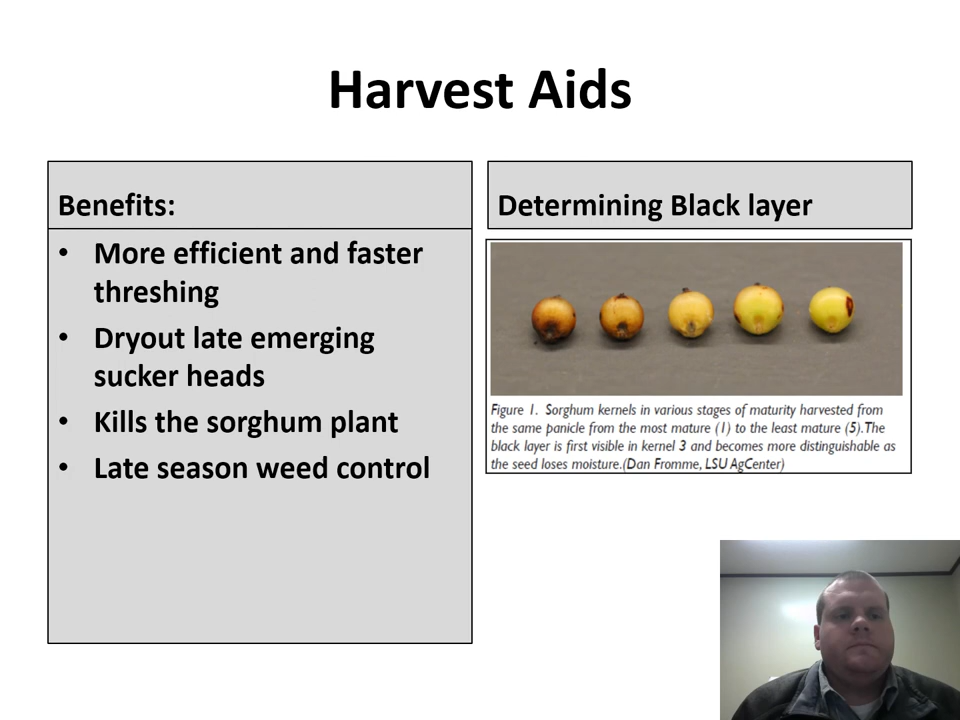 Harvest Aids
Benefits:
• More efficient and faster
threshing
• Dryout late emerging
sucker heads
• Kills the sorghum plant
• Late season weed control
Determining Black layer
Figure 1. Sorghum kernels in various stages of maturity harvested from
the same panicle from the most mature (1) to the least mature (5).The
black layer is first visible in kernel 3 and becomes more distinguishable as
the seed loses moisture.(Dan Fromme, LSU AgCenter)